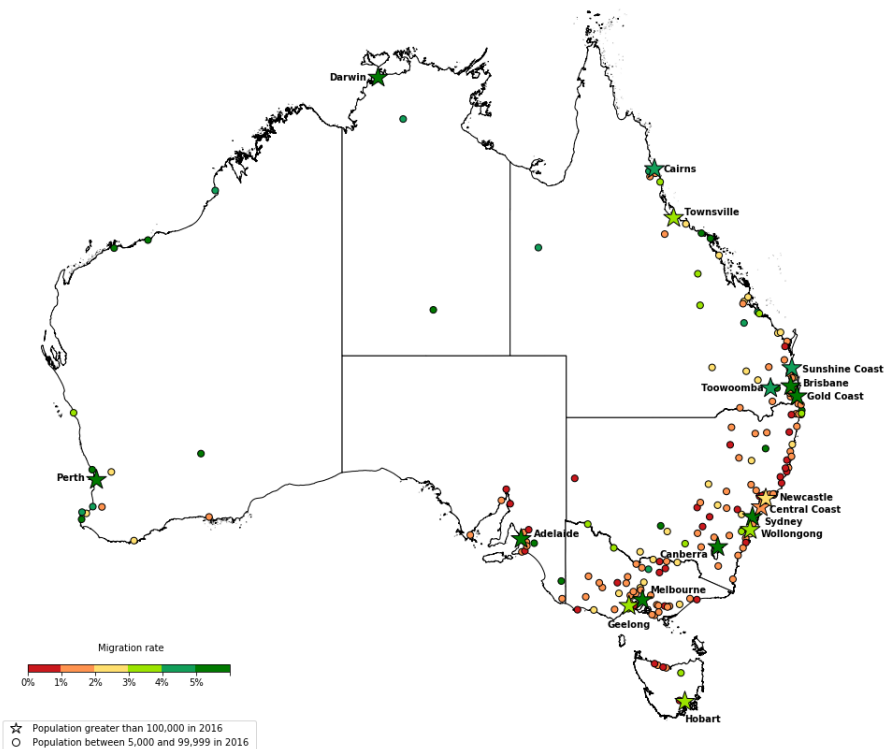 Darwin
Cairns
Townsville
Sunshine Coast
Toowoomba
Brisbane
Gold Coast
Perth
Newcastle
Central Coast
Sydney
Adelaide
Wollongong
Canberra
Melbourne
Geelong
Hobart
Migration rate
0% 1% 2% 3% 4% 5%
Population greater than 100,000 in 2016
Population between 5,000 and 99,999 in 2016